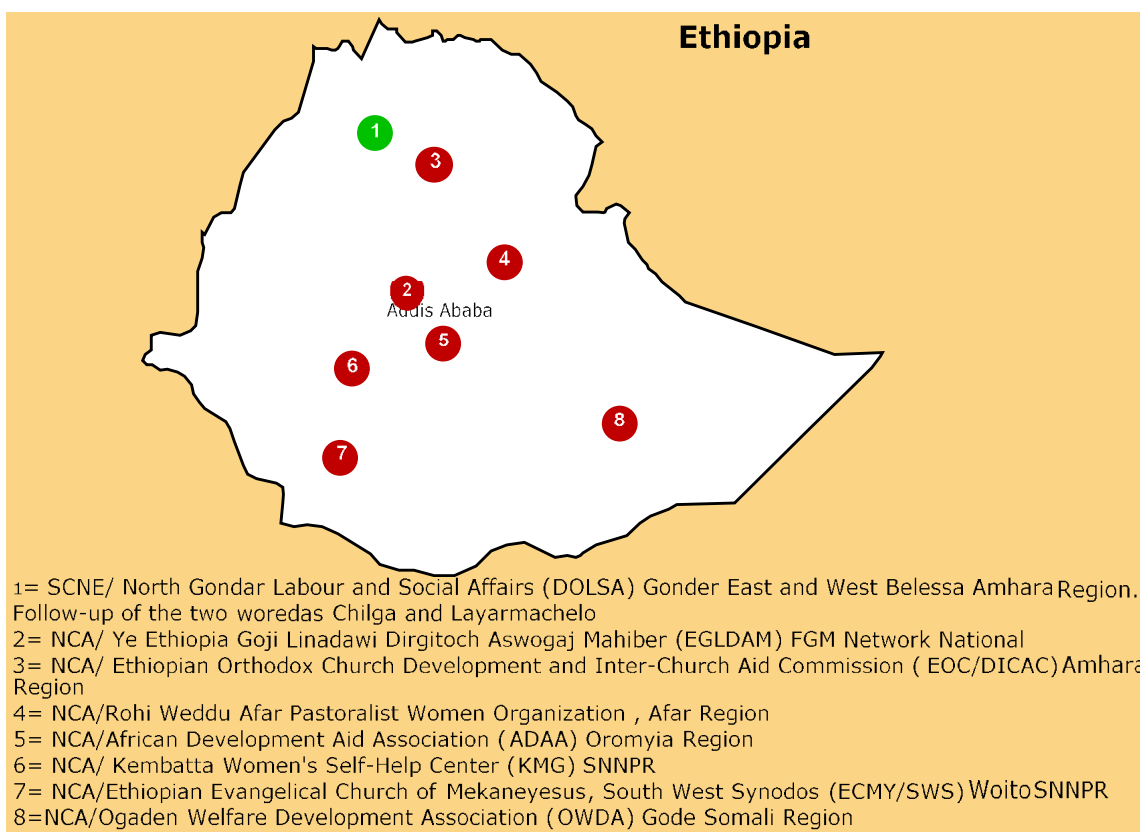 Ethiopia
1
3
4
2
Addis Ababa
5
6
8
7
1= SCNE/ North Gondar Labour and Social Affairs (DOLSA) Gonder East and West Belessa Amhara Region.
Follow-up of the two woredas Chilga and Layarmachelo
2= NCA/ Ye Ethiopia Goji Linadawi Dirgitoch Aswogaj Mahiber (EGLDAM) FGM Network National
3= NCA/ Ethiopian Orthodox Church Development and Inter-Church Aid Commission ( EOC/DICAC) Amhara
Region
4= NCA/Rohi Weddu Afar Pastoralist Women Organization , Afar Region
5= NCA/African Development Aid Association (ADAA) Oromyia Region
6= NCA/ Kembatta Women's Self-Help Center (KMG) SNNPR
7= NCA/Ethiopian Evangelical Church of Mekaneyesus, South West Synodos (ECMY/SWS) Woito SNNPR
8=NCA/Ogaden Welfare Development Association (OWDA) Gode Somali Region